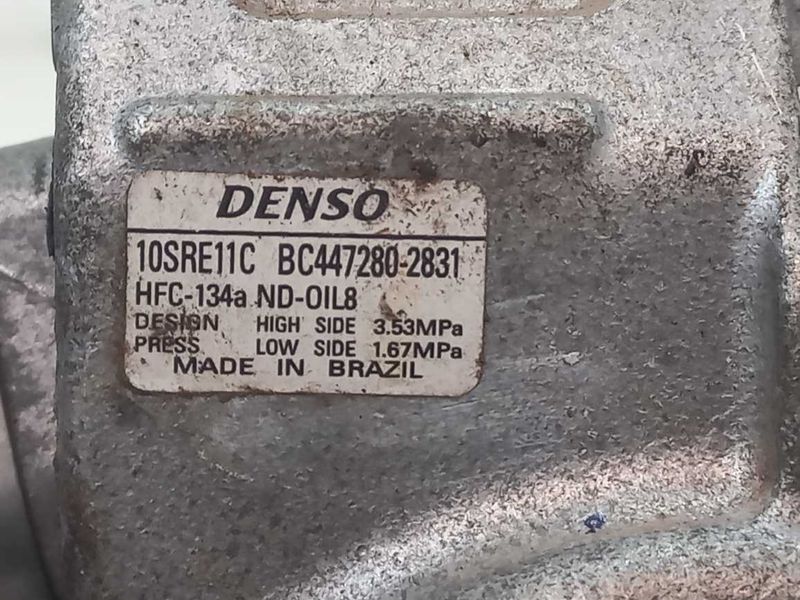 DENSO
10SRE11C BC447280-2831
HFC-134a ND-OIL8
DESIGN HIGH SIDE 3.53MPa
PRESS LOW SIDE 1.67MPa
MADE IN BRAZIL